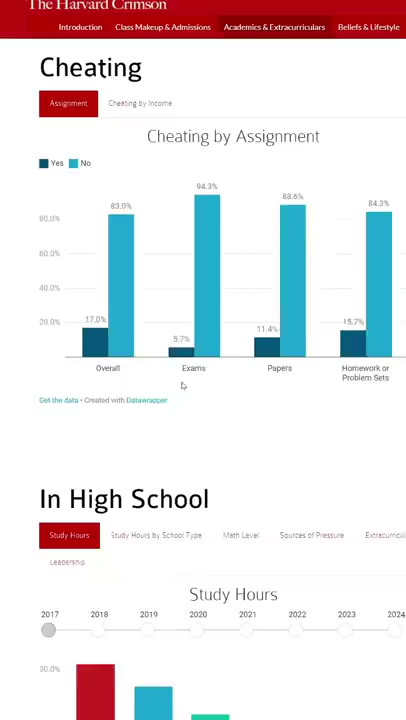 The Harvard Crimson
Introduction Class Makeup & Admissions Academics & Extracurriculars Beliefs & Lifestyle
Cheating
Assignment Cheating by Income
Cheating by Assignment
Yes No
94.3%
88.6%
83.0% 84.3%
80.0%
60.0%
40.0%
20.0%
17.0% 5.7% 11.4% 15.7%
Overall Exams Papers Homework or
Problem Sets
Get the data • Created with Datawrapper
In High School
Study Hours Study Hours by School Type Math Level Sources of Pressure Extracurricul
Leadership
Study Hours
2017 2018 2019 2020 2021 2022 2023 2024
30.0%